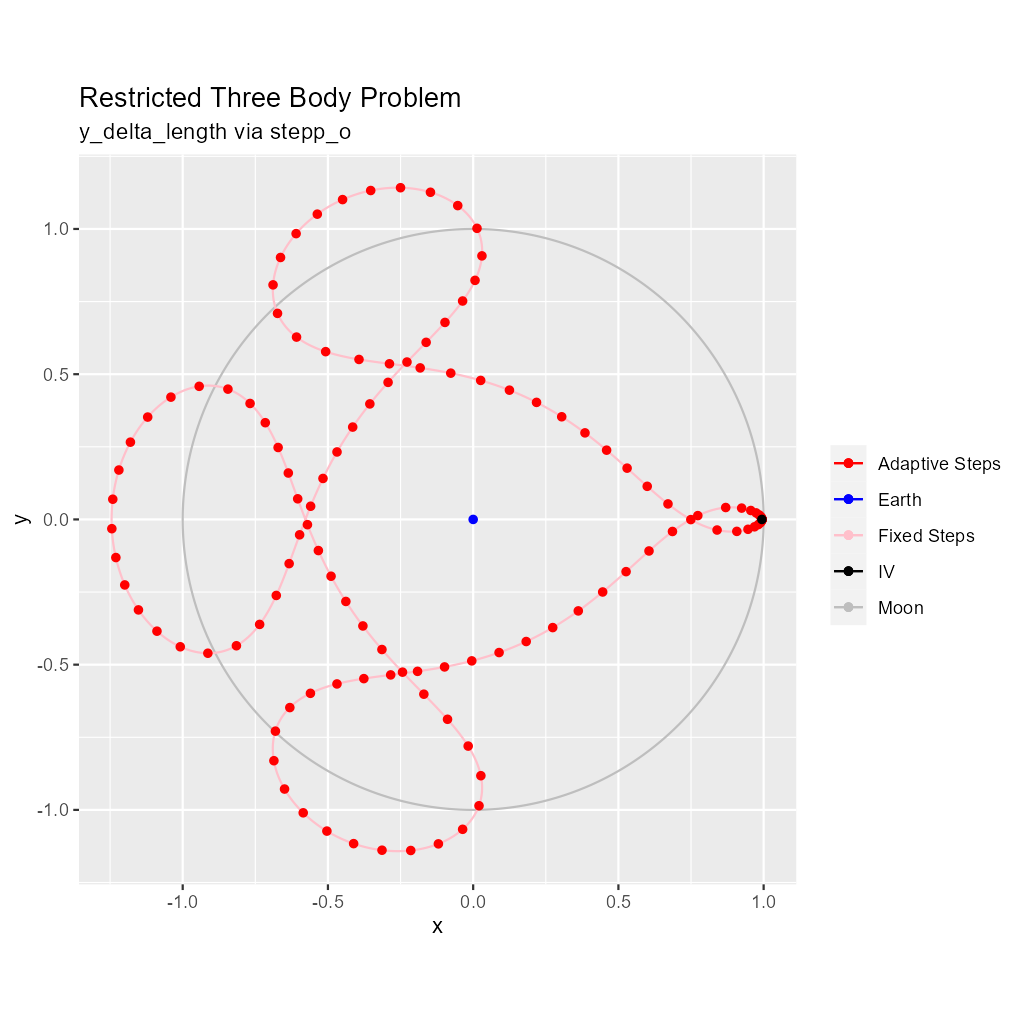 Restricted Three Body Problem
y_delta_length via stepp_o
1.0
0.5
0.0
-0.5
-1.0
y
-1.0
-0.5
0.0
0.5
1.0
x
Adaptive Steps
Earth
Fixed Steps
IV
Moon